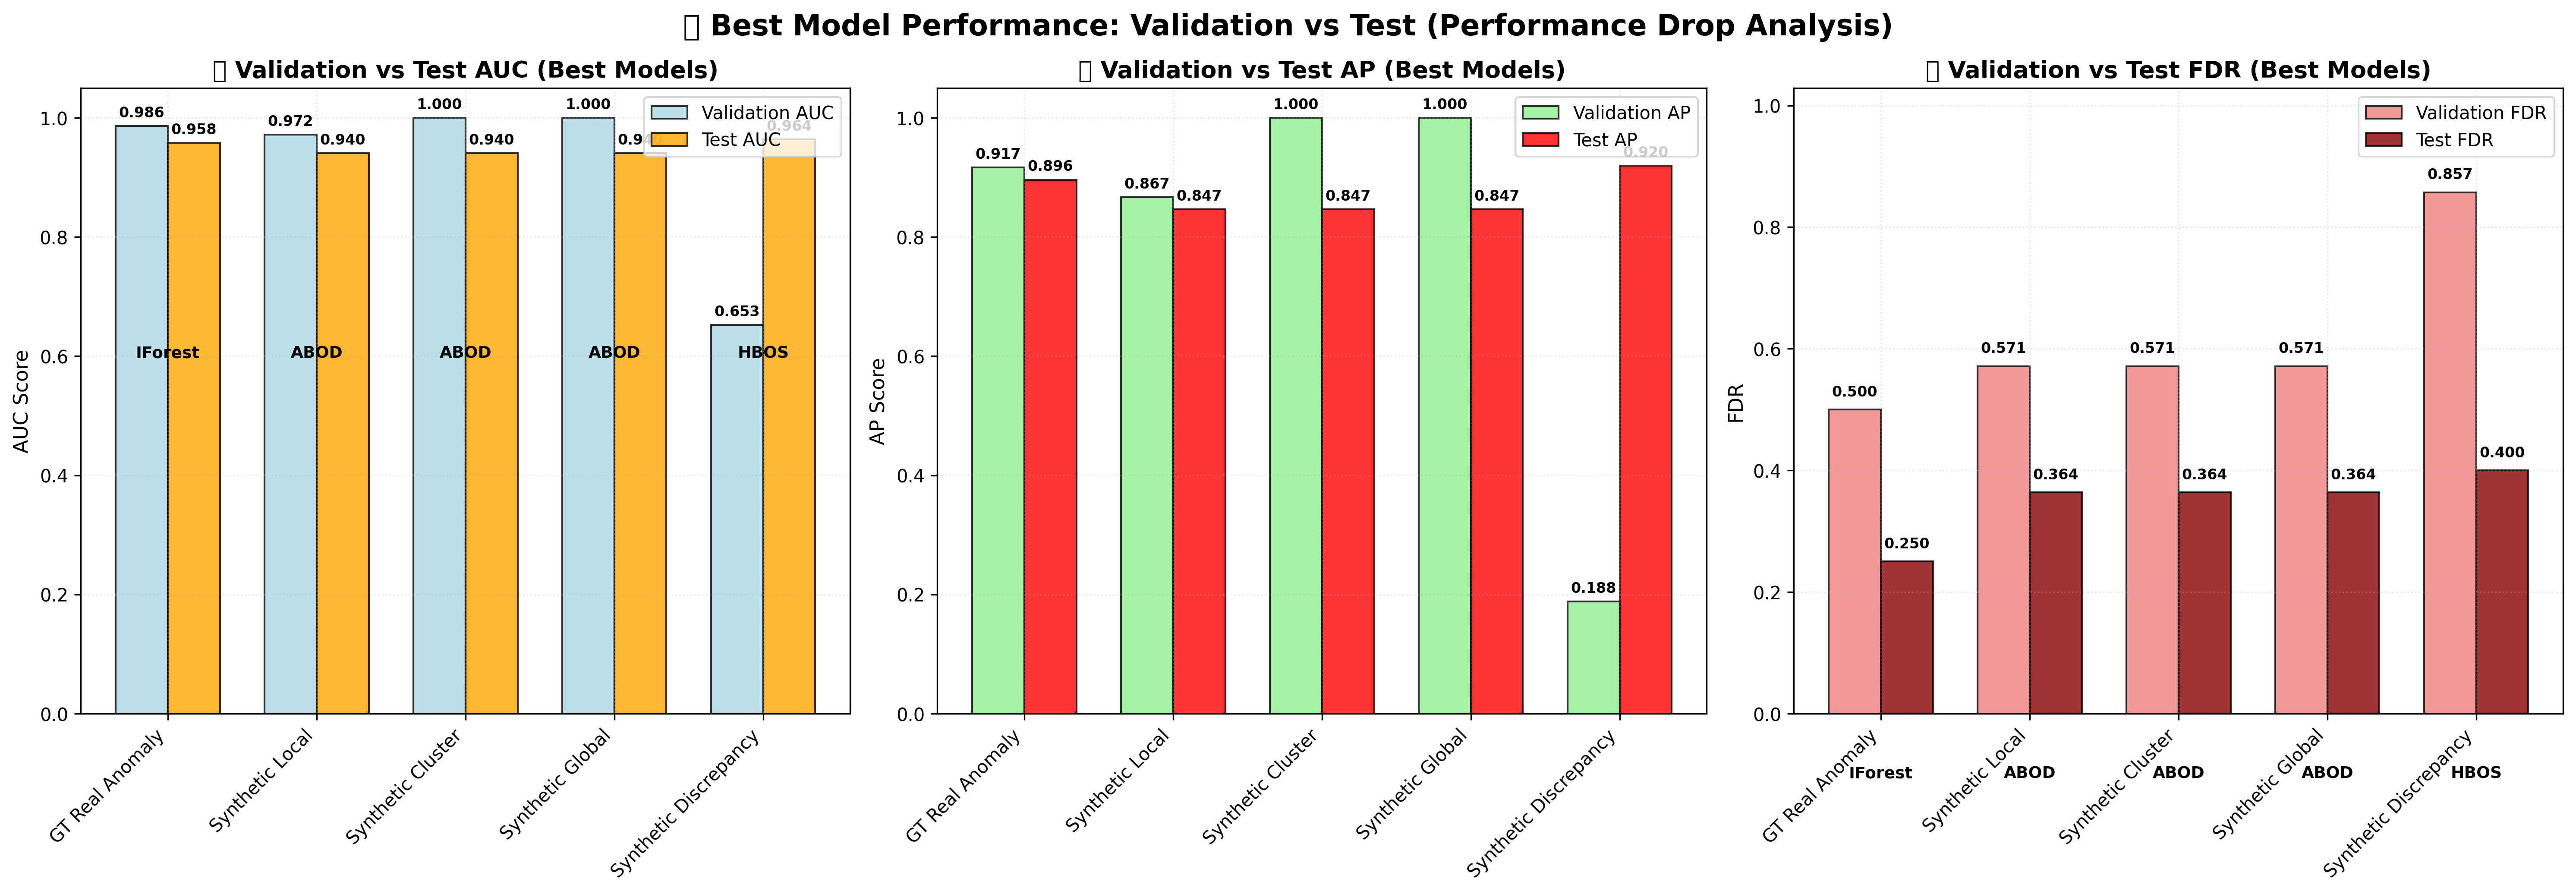 Best Model Performance: Validation vs Test (Performance Drop Analysis)
Validation vs Test AUC (Best Models)
AUC Score
1.0
0.8
0.6
0.4
0.2
0.0
0.986
0.958
0.972
0.940
1.000
0.940
1.000
0.94
0.653
0.964
Validation AUC
Test AUC
IForest
ABOD
ABOD
ABOD
HBOS
GT Real Anomaly
Synthetic Local
Synthetic Cluster
Synthetic Global
Synthetic Discrepancy
Validation vs Test AP (Best Models)
AP Score
1.0
0.8
0.6
0.4
0.2
0.0
0.917
0.896
0.867
0.847
1.000
0.847
1.000
0.847
0.188
0.920
Validation AP
Test AP
GT Real Anomaly
Synthetic Local
Synthetic Cluster
Synthetic Global
Synthetic Discrepancy
Validation vs Test FDR (Best Models)
FDR
1.0
0.8
0.6
0.4
0.2
0.0
0.500
0.250
0.571
0.364
0.571
0.364
0.571
0.364
0.857
0.400
Validation FDR
Test FDR
IForest
ABOD
ABOD
ABOD
HBOS
GT Real Anomaly
Synthetic Local
Synthetic Cluster
Synthetic Global
Synthetic Discrepancy